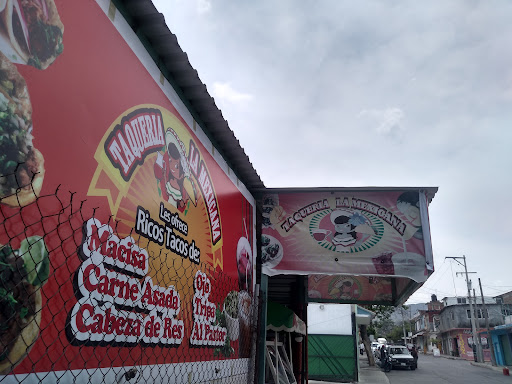 TAQUERIA LA MEXICANA
Les ofrece
Ricos Tacos de:
Macisa
Carne Asada
Cabeza de Res
Ojo
Tripa
Al Pastor
TAQUERIA LA MEXICANA